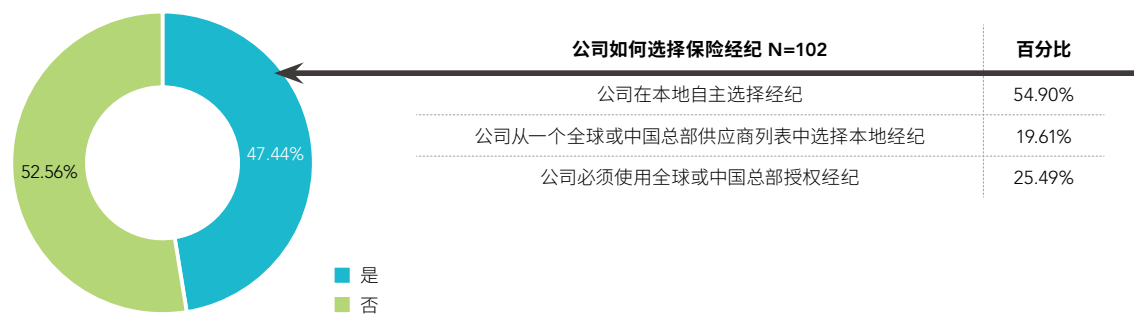 公司如何选择保险经纪 N=102 百分比
公司在本地自主选择经纪 54.90%
公司从一个全球或中国总部供应商列表中选择本地经纪 19.61%
公司必须使用全球或中国总部授权经纪 25.49%
47.44%
52.56%
是
否